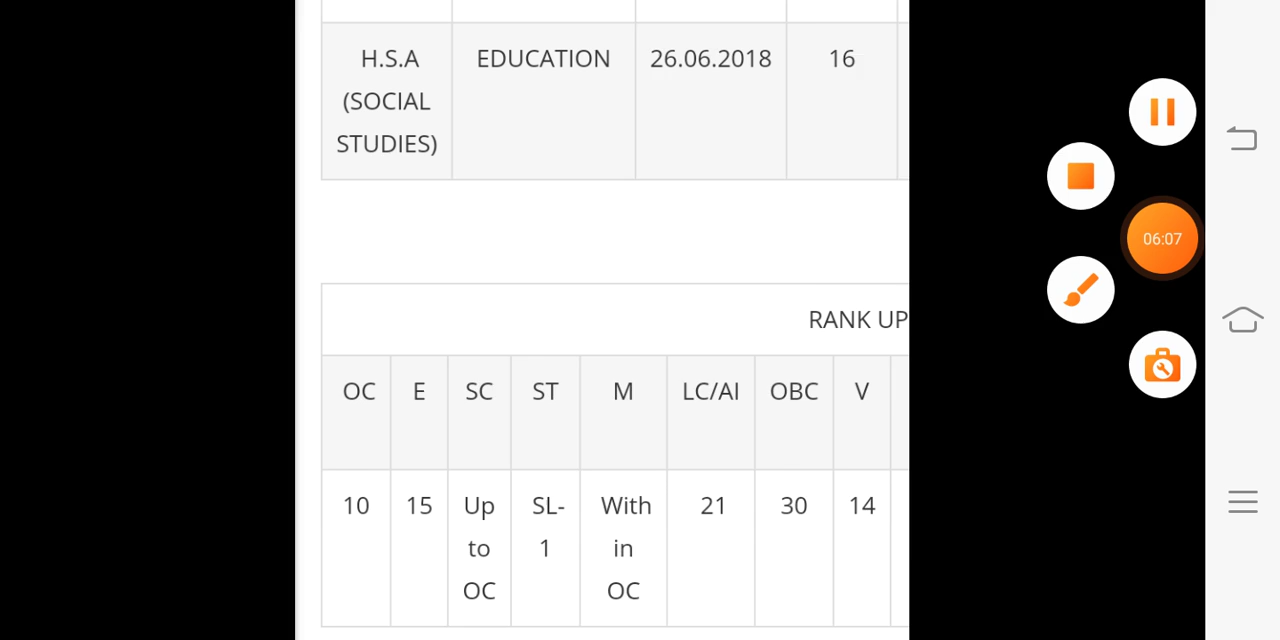 H.S.A EDUCATION 26.06.2018 16
(SOCIAL
STUDIES)
06:07
RANK UP
OC E SC ST M LC/AI OBC V
10 15 Up SL- With 21 30 14
to 1 in
OC OC